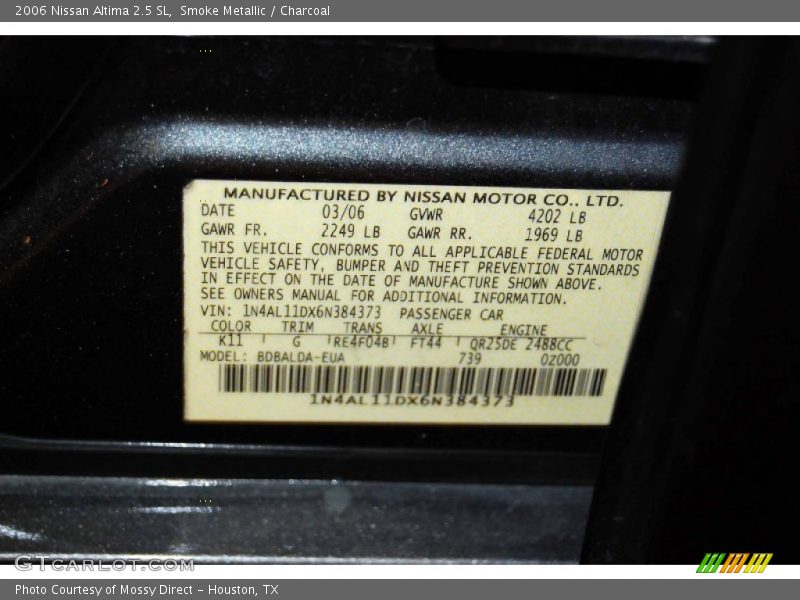 2006 Nissan Altima 2.5 SL,  Smoke Metallic / Charcoal
MANUFACTURED BY NISSAN MOTOR CO., LTD.
DATE 03/06 GVWR 4202 LB
GAWR FR. 2249 LB GAWR RR. 1969 LB
THIS VEHICLE CONFORMS TO ALL APPLICABLE FEDERAL MOTOR
VEHICLE SAFETY, BUMPER AND THEFT PREVENTION STANDARDS
IN EFFECT ON THE DATE OF MANUFACTURE SHOWN ABOVE.
SEE OWNERS MANUAL FOR ADDITIONAL INFORMATION.
VIN: 1N4AL11DX6N384373 PASSENGER CAR
COLOR TRIM TRANS AXLE ENGINE
K11 G RE4F04B FT44 QR25DE 2488CC
MODEL: BDBALDA-EUA 739 0Z000
1N4AL11DX6N384373
GTCARLOT.COM
Photo Courtesy of Mossy Direct – Houston, TX